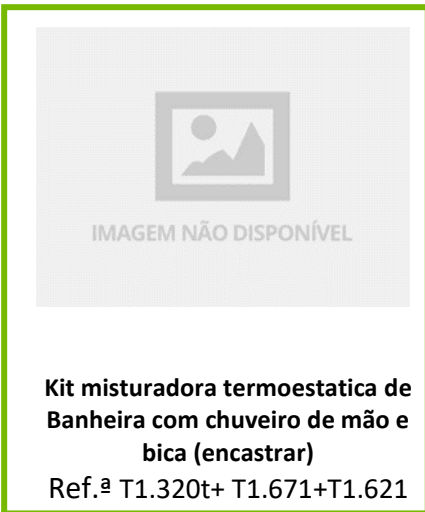 IMAGEM NÃO DISPONÍVEL
Kit misturadora termoestatica de
Banheira com chuveiro de mão e
bica (encastrar)
Ref.ª T1.320t+ T1.671+T1.621